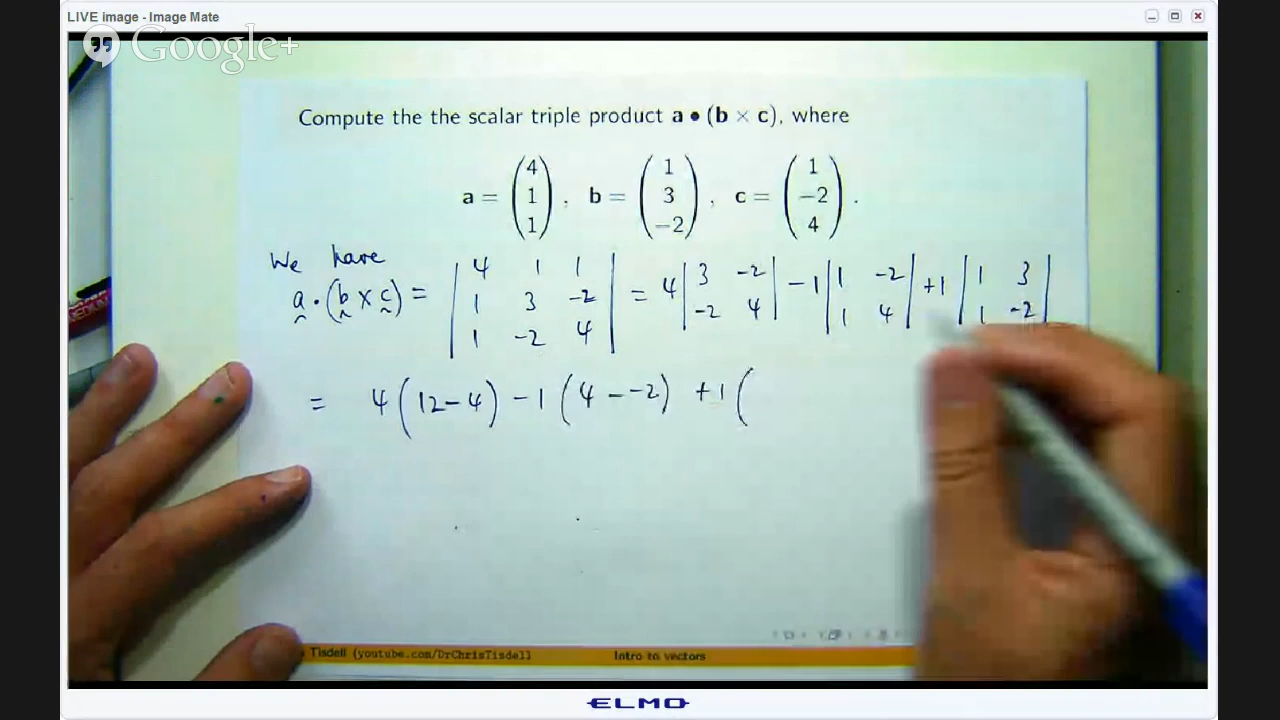 LIVE image - Image Mate
Google+
Compute the the scalar triple product a • (b × c), where
a = (4 1 1), b = (1 3 −2), c = (1 −2 4).
We have
a · (b × c) = | 4 1 1 | = 4 | 3 -2 | - 1 | 1 -2 | + 1 | 1 3 |
| 1 3 -2 | | -2 4 | | 1 4 | | 1 -2 |
| 1 -2 4 |
= 4 (12 - 4) - 1 (4 - -2) + 1 (
Tisdell (youtube.com/DrChrisTisdell
Intro to vectors
ELMO